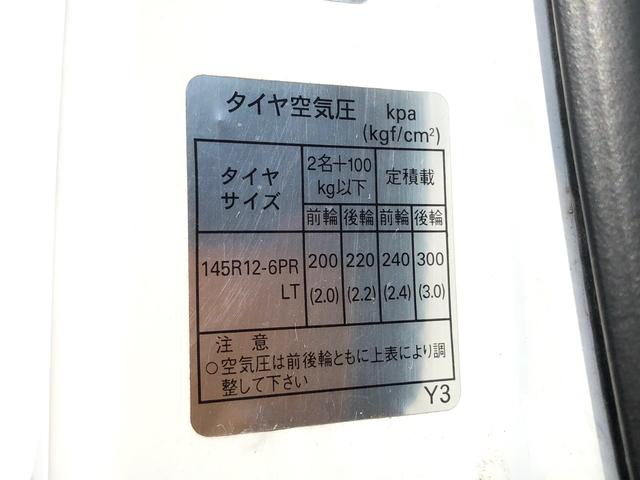 タイヤ空気圧 kpa
(kgf/cm²)
タイヤ
サイズ
2名+100
kg以下
定積載
前輪 後輪 前輪 後輪
145R12-6PR 200 220 240 300
LT (2.0) (2.2) (2.4) (3.0)
注 意
○空気圧は前後輪ともに上表により調
整して下さい
Y3